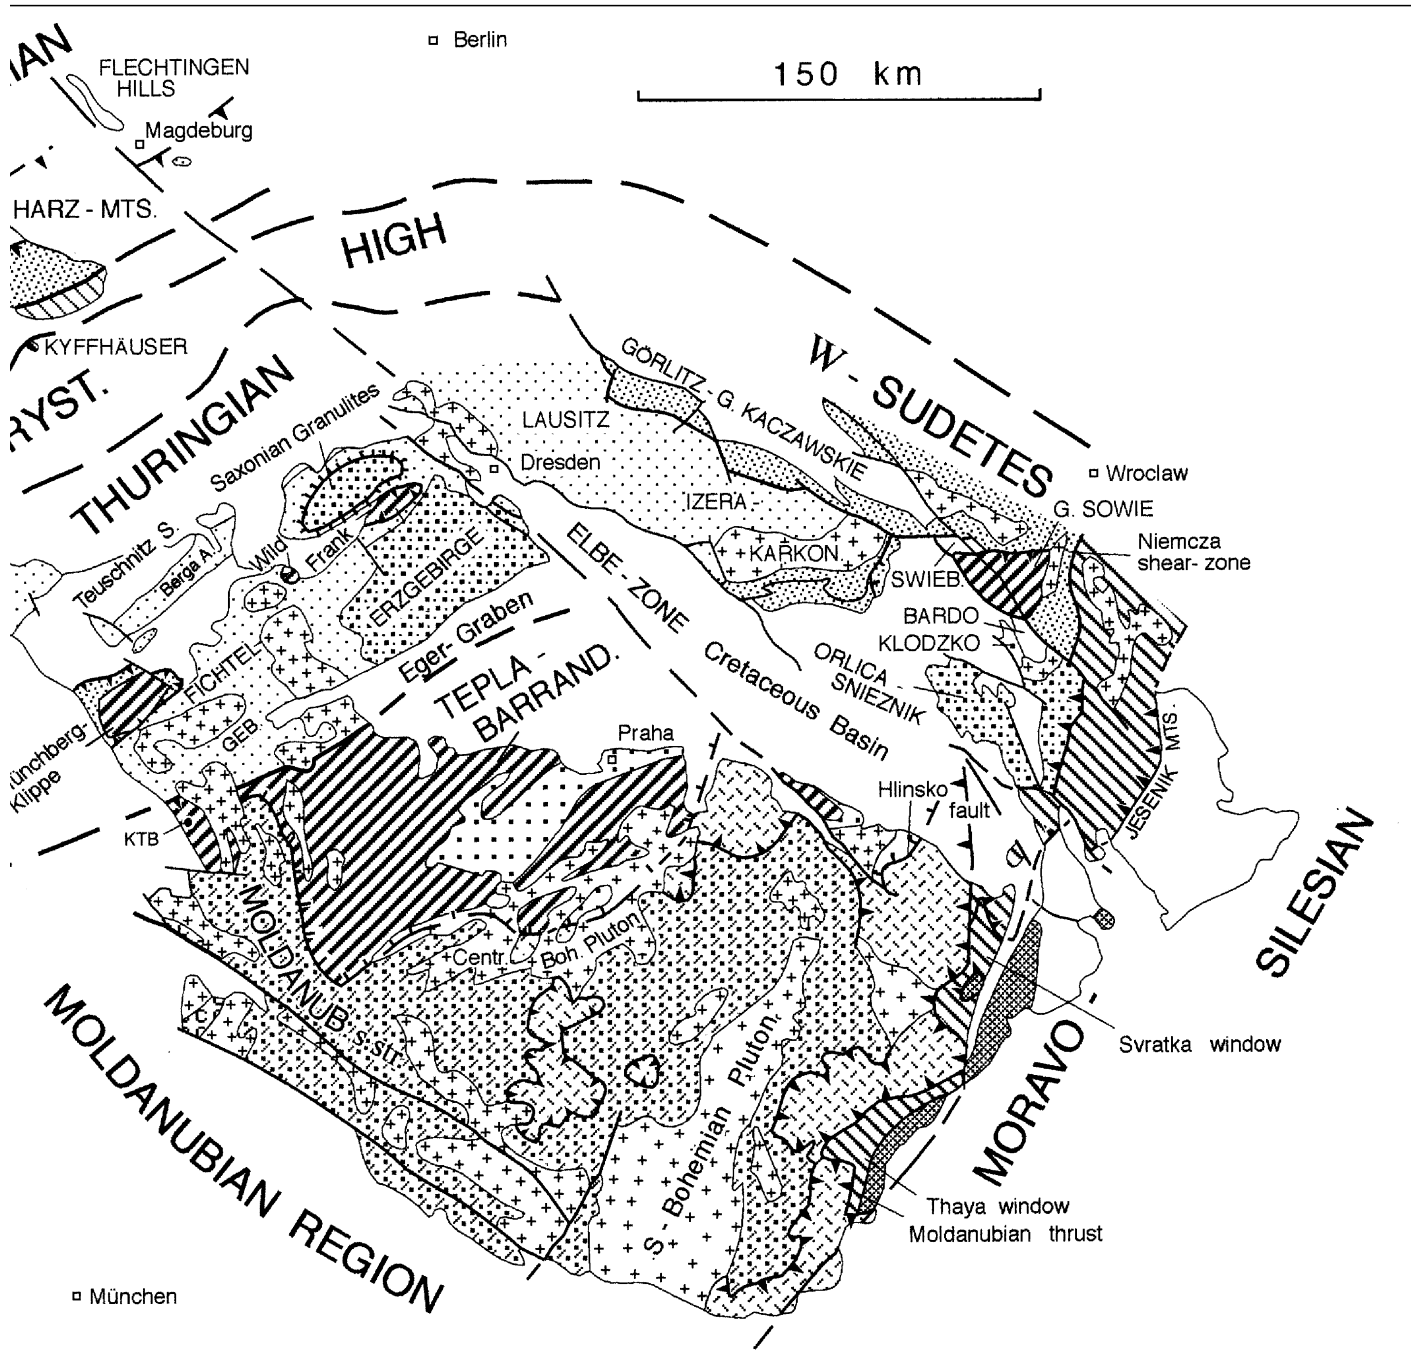 IAN
Berlin
FLECHTINGEN
HILLS
150 km
Magdeburg
HARZ - MTS.
HIGH
KYFFHÄUSER
RYST.
THURINGIAN
W - SUDETES
GÖRLITZ - G. KACZAWSKIE
Saxonian Granulites
LAUSITZ
Dresden
Wroclaw
IZERA
G. SOWIE
Niemcza
shear-zone
KARKON.
SWIEB.
Teuschnitz S.
Berga A.
Wild
Frank
ERZGEBIRGE
ELBE - ZONE
BARDO
KLODZKO
Eger - Graben
TEPLA -
BARRAND.
Cretaceous Basin
ORLICA
SNIEZNIK
FICHTEL
GEB.
Münchberg-
Klippe
Praha
Hlinsko
fault
JESENIK MTS.
KTB
MOLDANUB. s. str.
Centr. Boh. Pluton
SILESIAN
MORAVO -
MOLDANUBIAN REGION
S - Bohemian Pluton
Svratka window
Thaya window
Moldanubian thrust
München